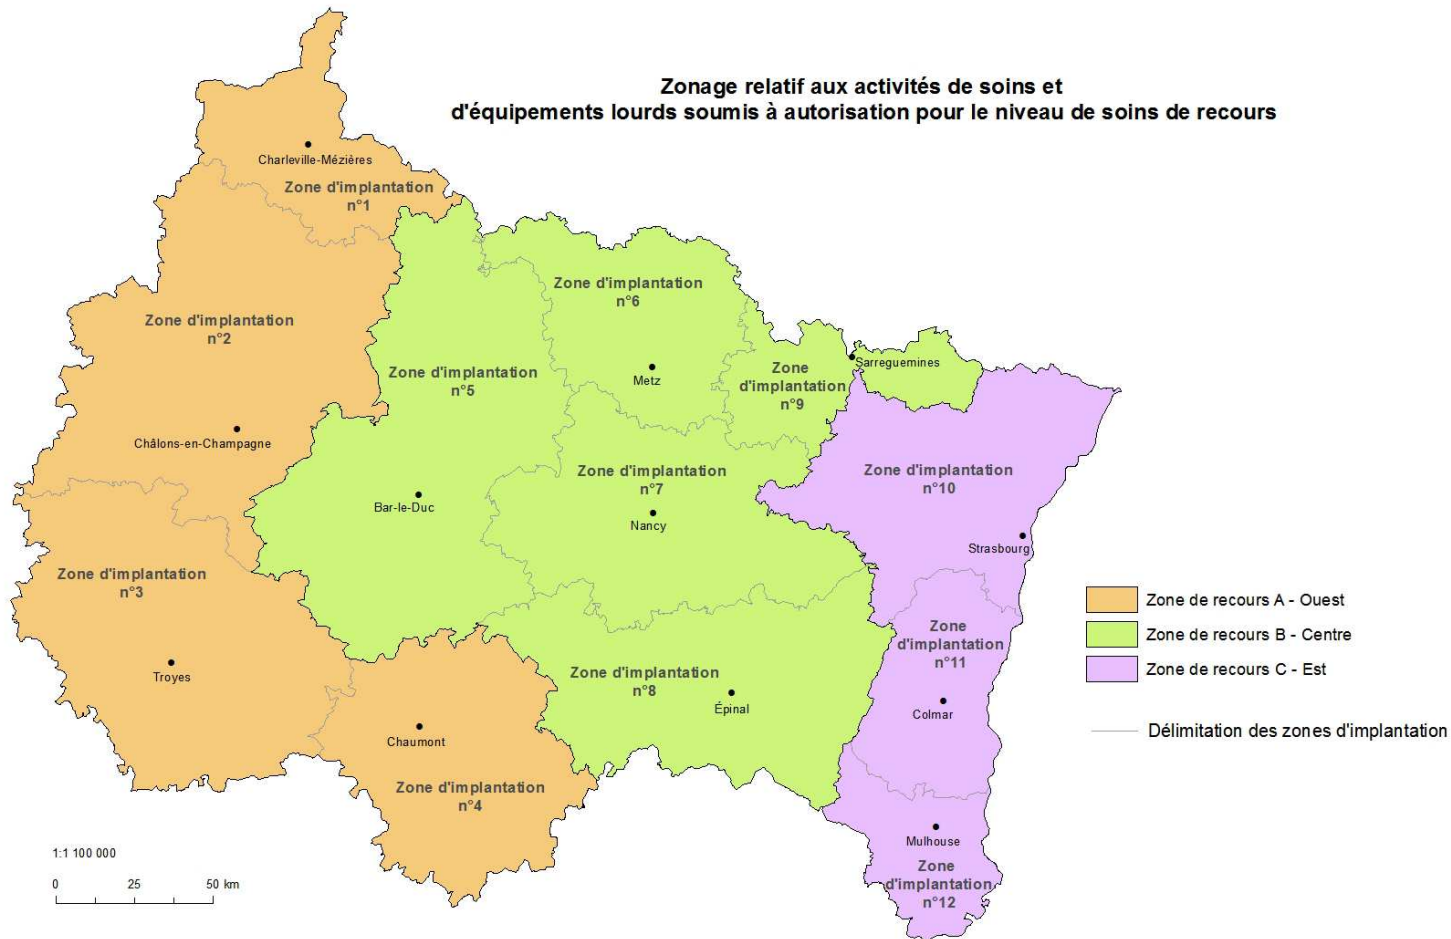 Zonage relatif aux activités de soins et
d'équipements lourds soumis à autorisation pour le niveau de soins de recours
Charleville-Mézières
Zone d'implantation
n°1
Zone d'implantation
n°2
Châlons-en-Champagne
Zone d'implantation
n°3
Troyes
Chaumont
Zone d'implantation
n°4
Zone d'implantation
n°5
Bar-le-Duc
Zone d'implantation
n°6
Metz
Zone d'implantation
n°7
Nancy
Zone d'implantation
n°8
Épinal
Zone
d'implantation
n°9
Sarreguemines
Zone d'implantation
n°10
Strasbourg
Zone
d'implantation
n°11
Colmar
Mulhouse
Zone
d'implantation
n°12
Zone de recours A - Ouest
Zone de recours B - Centre
Zone de recours C - Est
Délimitation des zones d'implantation
1:1 100 000
0 25 50 km